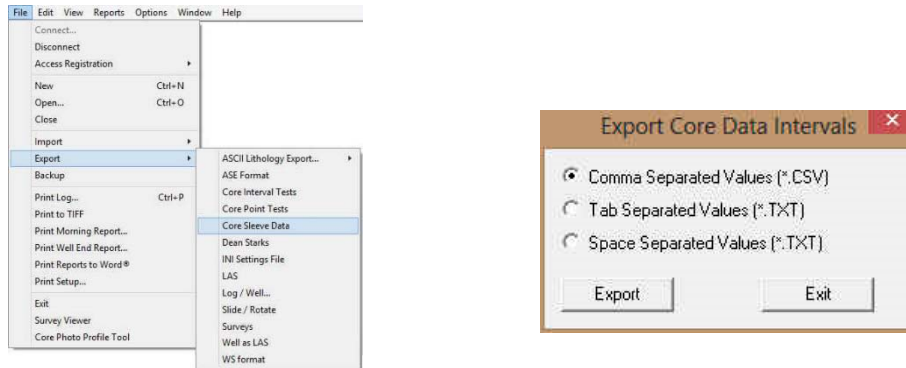 File Edit View Reports Options Window Help
Connect...
Disconnect
Access Registration
New Ctrl+N
Open... Ctrl+O
Close
Import
Export
Backup
Print Log... Ctrl+P
Print to TIFF
Print Morning Report...
Print Well End Report...
Print Reports to Word®
Print Setup...
Exit
Survey Viewer
Core Photo Profile Tool
ASCII Lithology Export...
ASE Format
Core Interval Tests
Core Point Tests
Core Sleeve Data
Dean Starks
INI Settings File
LAS
Log / Well...
Slide / Rotate
Surveys
Well as LAS
WS format
Export Core Data Intervals
Comma Separated Values (*.CSV)
Tab Separated Values (*.TXT)
Space Separated Values (*.TXT)
Export Exit